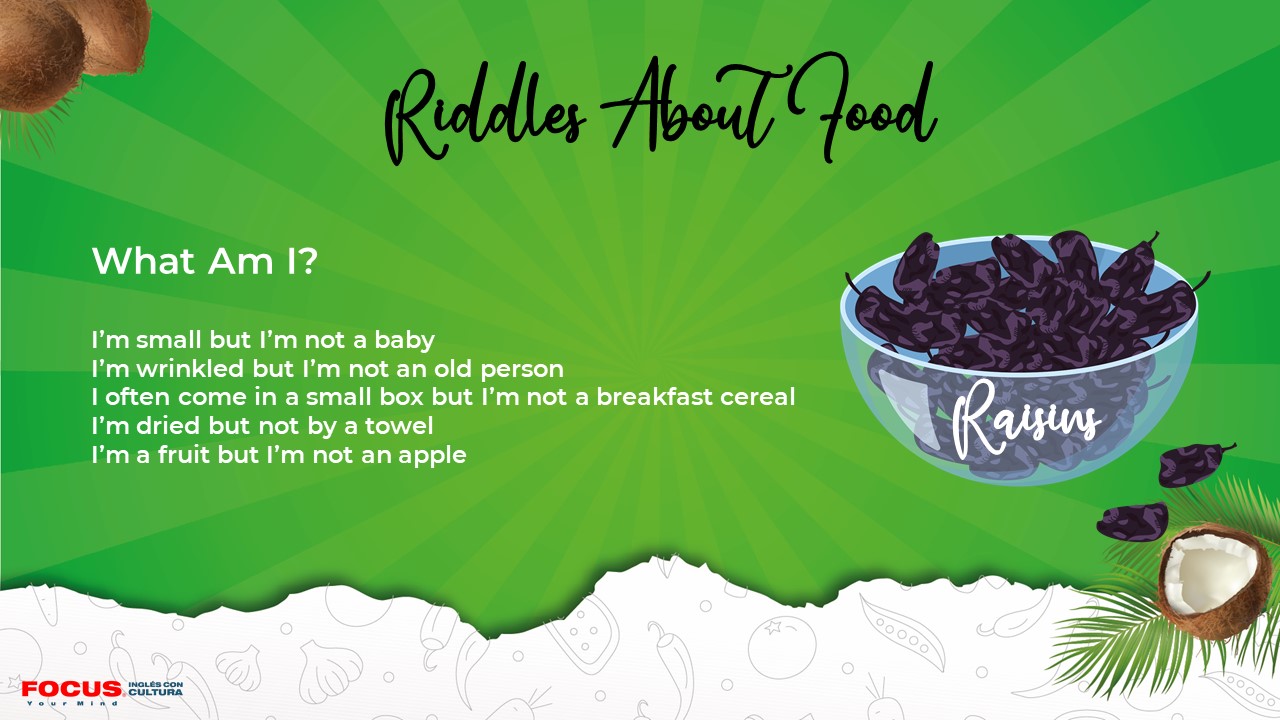 Riddles About Food
What Am I?
I’m small but I’m not a baby
I’m wrinkled but I’m not an old person
I often come in a small box but I’m not a breakfast cereal
I’m dried but not by a towel
I’m a fruit but I’m not an apple
Raisins
FOCUS
Your Mind
INGLÉS CON
CULTURA